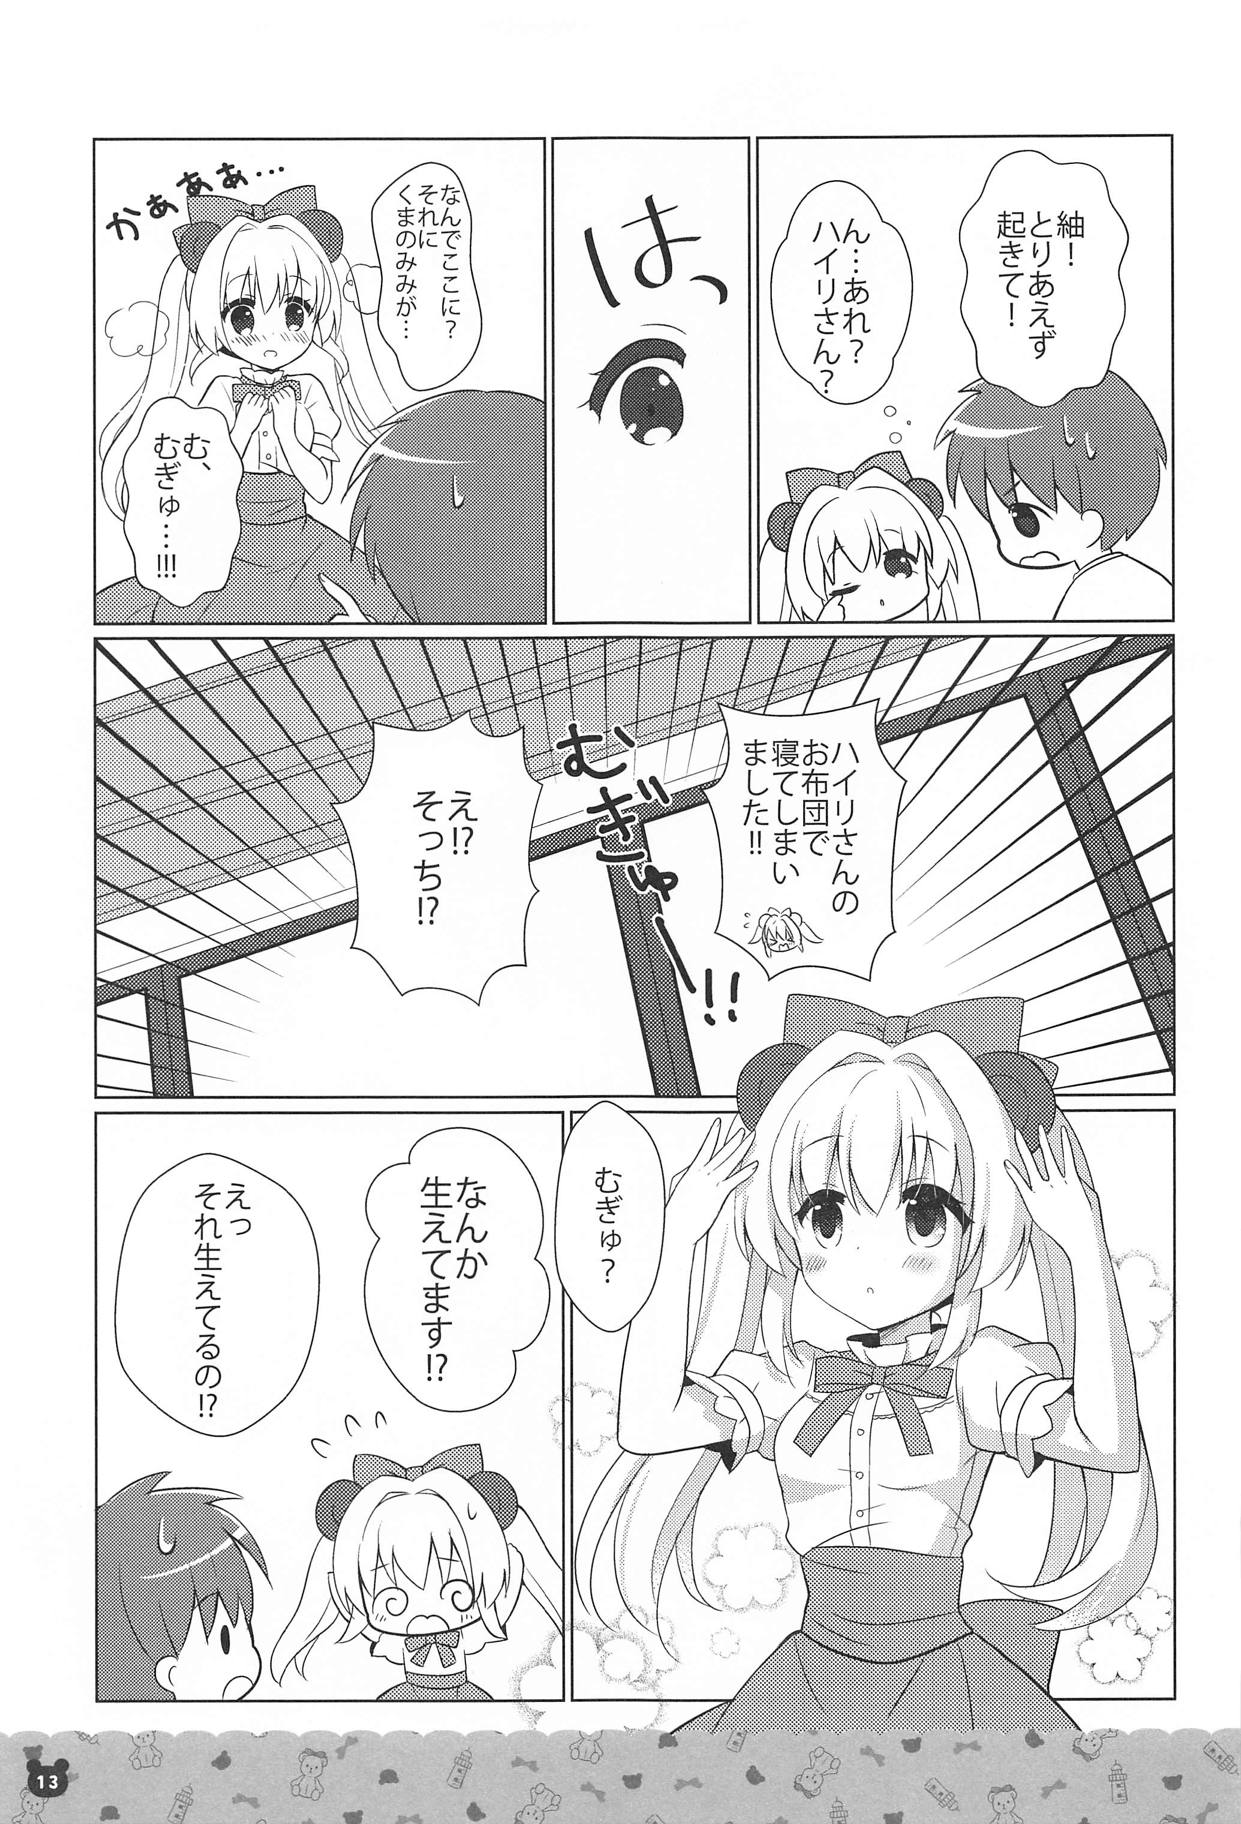 紬！
とりあえず
起きて！
ん…あれ？
ハイリさん？
は、
なんでここに？
それに
くまのみみが…
かぁぁぁ…
む、
むぎゅ…!!!
ハイリさんの
お布団で
寝てしまい
ました!!
むぎゅー!!
え!?
そっち!?
むぎゅ？
なんか
生えてます!?
えっ
それ生えてるの!?
13